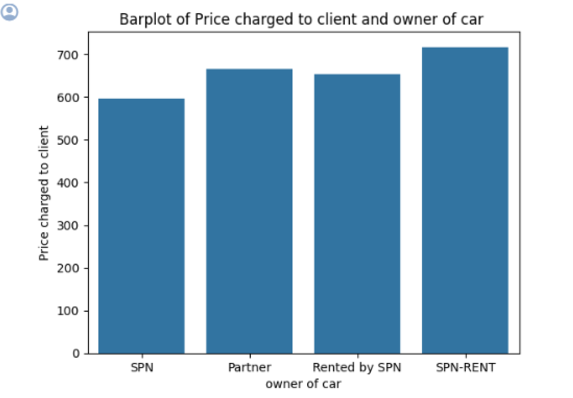 Barplot of Price charged to client and owner of car
700
600
500
400
300
200
100
0
Price charged to client
SPN Partner Rented by SPN SPN-RENT
owner of car